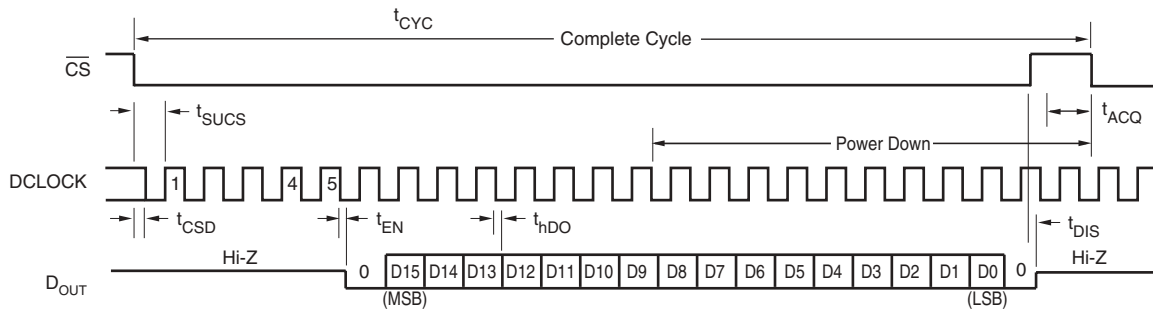 tCYC
Complete Cycle
CS
tSUCS
tACQ
Power Down
DCLOCK
1
4
5
tCSD
tEN
thDO
tDIS
Hi-Z
0
D15
D14
D13
D12
D11
D10
D9
D8
D7
D6
D5
D4
D3
D2
D1
D0
0
Hi-Z
DOUT
(MSB)
(LSB)